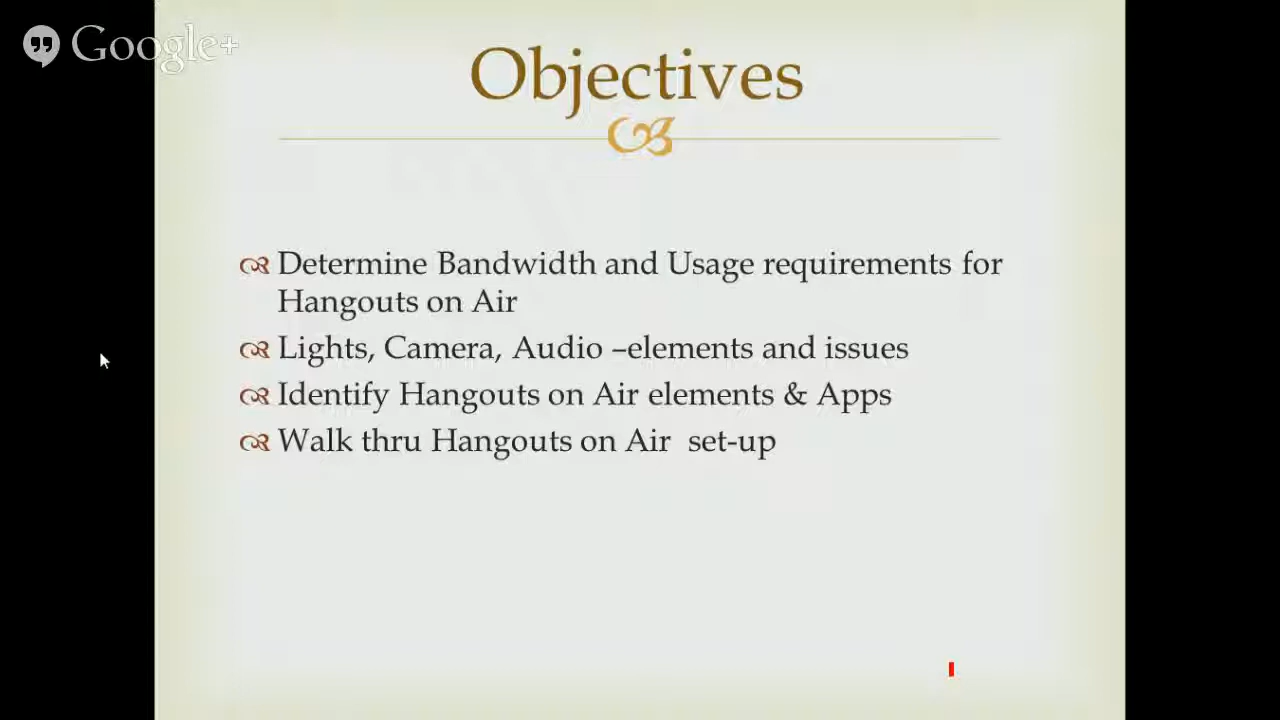 Google+
Objectives
Determine Bandwidth and Usage requirements for
Hangouts on Air
Lights, Camera, Audio –elements and issues
Identify Hangouts on Air elements & Apps
Walk thru Hangouts on Air  set-up